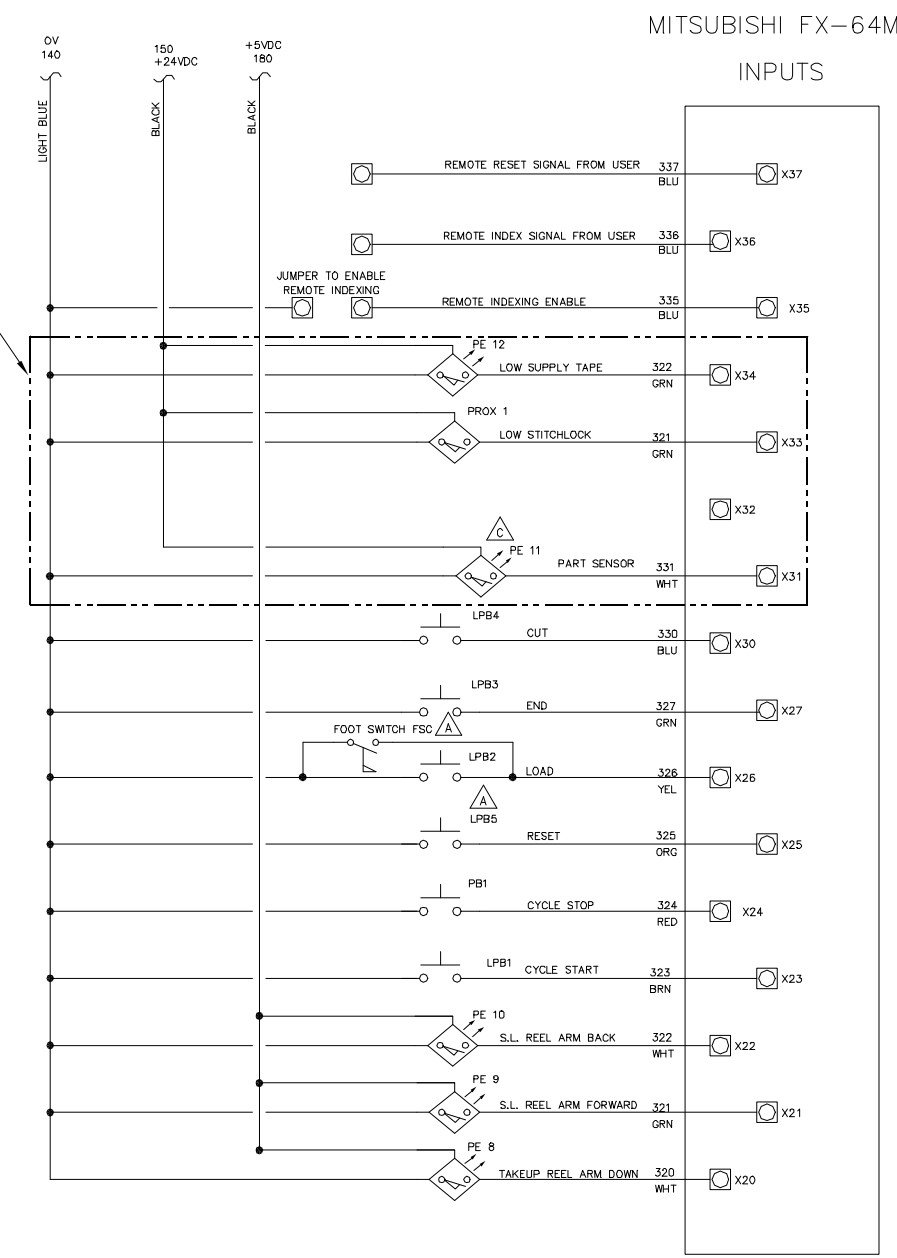 MITSUBISHI FX-64M
INPUTS
0V
140
150
+24VDC
+5VDC
180
LIGHT BLUE
BLACK
BLACK
REMOTE RESET SIGNAL FROM USER
337
BLU
X37
REMOTE INDEX SIGNAL FROM USER
336
BLU
X36
JUMPER TO ENABLE
REMOTE INDEXING
REMOTE INDEXING ENABLE
335
BLU
X35
PE 12
LOW SUPPLY TAPE
322
GRN
X34
PROX 1
LOW STITCHLOCK
321
GRN
X33
X32
C
PE 11
PART SENSOR
331
WHT
X31
LPB4
CUT
330
BLU
X30
LPB3
END
327
GRN
X27
FOOT SWITCH FSC
A
LPB2
LOAD
326
YEL
X26
A
LPB5
RESET
325
ORG
X25
PB1
CYCLE STOP
324
RED
X24
LPB1
CYCLE START
323
BRN
X23
PE 10
S.L. REEL ARM BACK
322
WHT
X22
PE 9
S.L. REEL ARM FORWARD
321
GRN
X21
PE 8
TAKEUP REEL ARM DOWN
320
WHT
X20